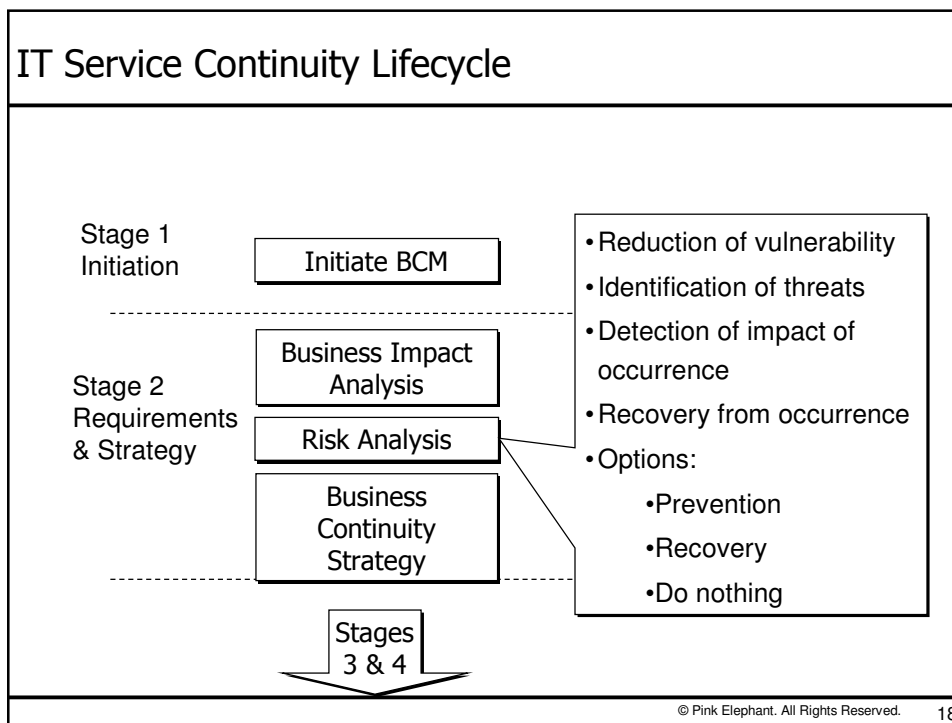 IT Service Continuity Lifecycle
Stage 1
Initiation
Initiate BCM
Stage 2
Requirements
& Strategy
Business Impact
Analysis
Risk Analysis
Business
Continuity
Strategy
•Reduction of vulnerability
•Identification of threats
•Detection of impact of
occurrence
•Recovery from occurrence
•Options:
•Prevention
•Recovery
•Do nothing
Stages
3 & 4
© Pink Elephant. All Rights Reserved.
18